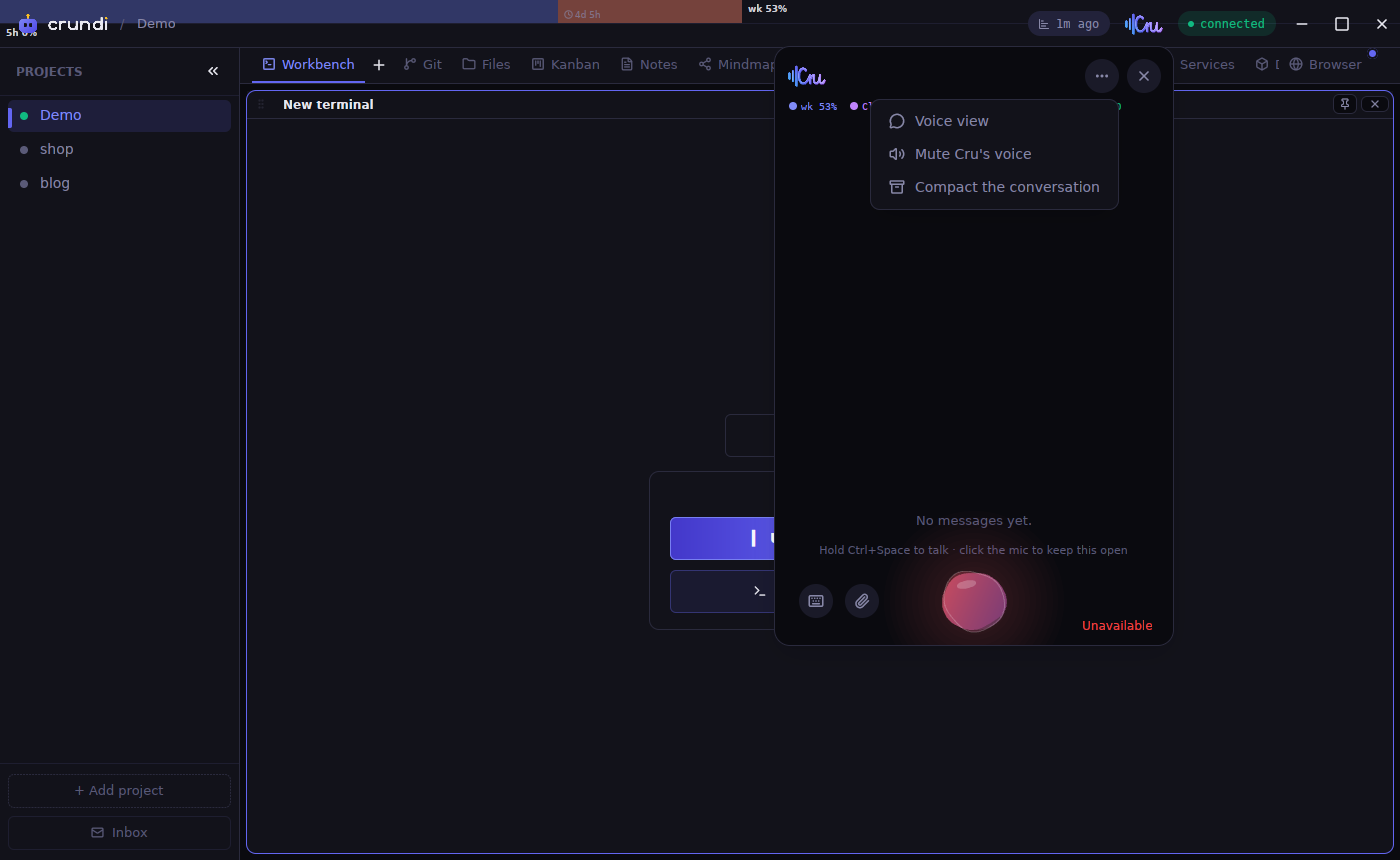 4d 5h
wk 53%
5h 0%
crundi / Demo
1m ago
Cru
connected
PROJECTS
Workbench
Git
Files
Kanban
Notes
Mindmap
Services
Browser
Demo
shop
blog
New terminal
Cru
wk 53%
Voice view
Mute Cru's voice
Compact the conversation
No messages yet.
Hold Ctrl+Space to talk · click the mic to keep this open
Unavailable
+ Add project
Inbox